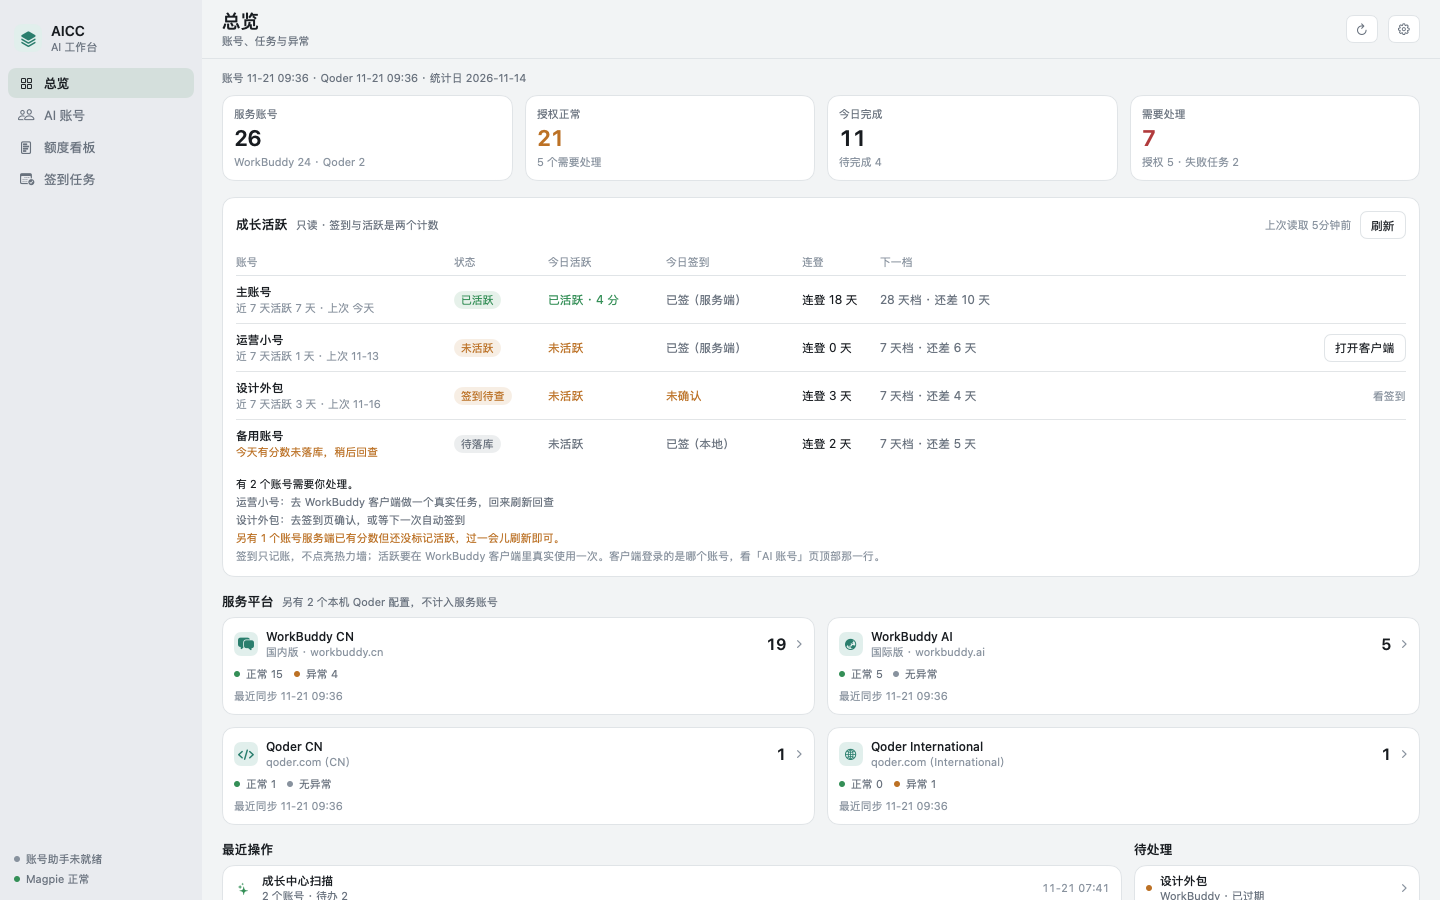 AICC
AI 工作台
总览
AI 账号
额度看板
签到任务
账号助手未就绪
Magpie 正常
总览
账号、任务与异常
账号 11-21 09:36 · Qoder 11-21 09:36 · 统计日 2026-11-14
服务账号
26
WorkBuddy 24 · Qoder 2
授权正常
21
5 个需要处理
今日完成
11
待完成 4
需要处理
7
授权 5 · 失败任务 2
成长活跃 只读 · 签到与活跃是两个计数
上次读取 5分钟前 刷新
账号 状态 今日活跃 今日签到 连登 下一档
主账号
近 7 天活跃 7 天 · 上次 今天
已活跃 已活跃 · 4 分 已签（服务端） 连登 18 天 28 天档 · 还差 10 天
运营小号
近 7 天活跃 1 天 · 上次 11-13
未活跃 未活跃 已签（服务端） 连登 0 天 7 天档 · 还差 6 天 打开客户端
设计外包
近 7 天活跃 3 天 · 上次 11-16
签到待查 未活跃 未确认 连登 3 天 7 天档 · 还差 4 天 看签到
备用账号
今天有分数未落库，稍后回查
待落库 未活跃 已签（本地） 连登 2 天 7 天档 · 还差 5 天
有 2 个账号需要你处理。
运营小号：去 WorkBuddy 客户端做一个真实任务，回来刷新回查
设计外包：去签到页确认，或等下一次自动签到
另有 1 个账号服务端已有分数但还没标记活跃，过一会儿刷新即可。
签到只记账，不点亮热力墙；活跃要在 WorkBuddy 客户端里真实使用一次。客户端登录的是哪个账号，看「AI 账号」页顶部那一行。
服务平台 另有 2 个本机 Qoder 配置，不计入服务账号
WorkBuddy CN
国内版 · workbuddy.cn
19
正常 15 异常 4
最近同步 11-21 09:36
WorkBuddy AI
国际版 · workbuddy.ai
5
正常 5 无异常
最近同步 11-21 09:36
Qoder CN
qoder.com (CN)
1
正常 1 无异常
最近同步 11-21 09:36
Qoder International
qoder.com (International)
1
正常 0 异常 1
最近同步 11-21 09:36
最近操作
成长中心扫描
2 个账号 · 待办 2
11-21 07:41
待处理
设计外包
WorkBuddy · 已过期